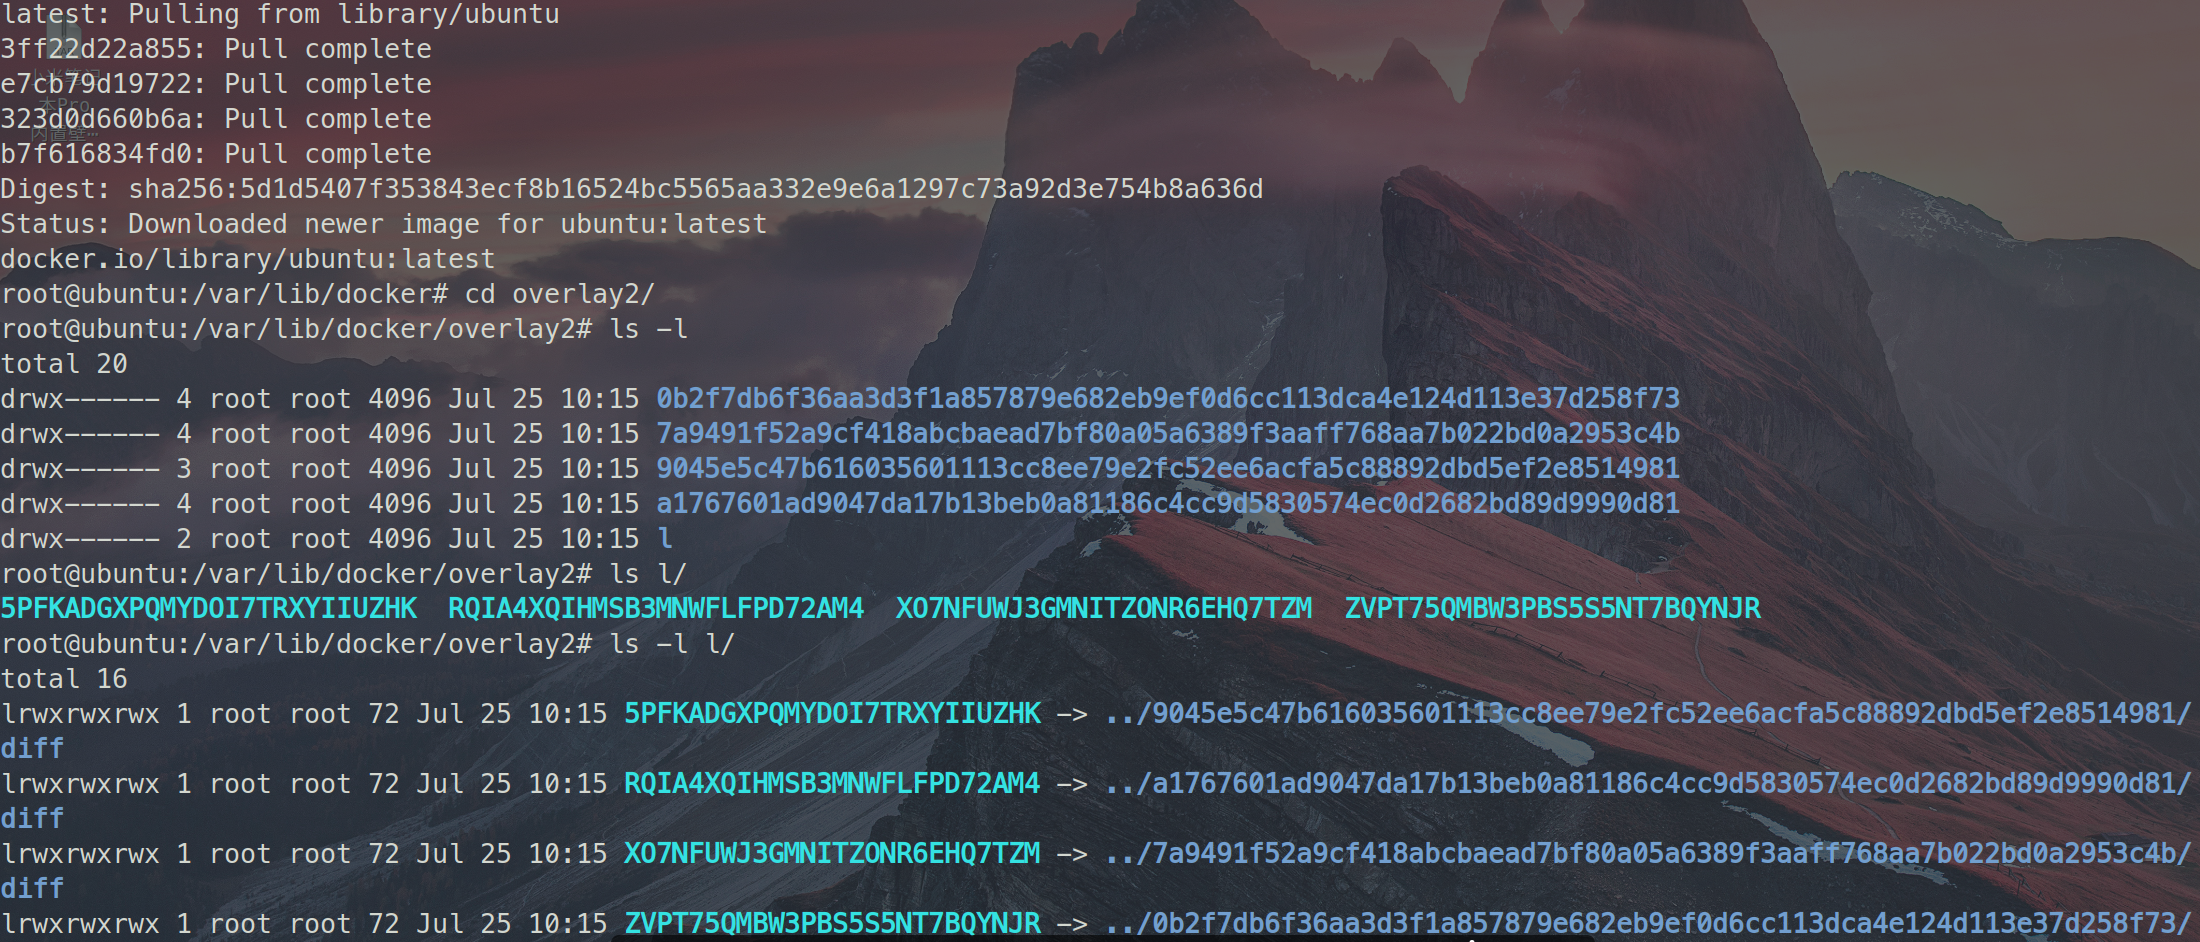 latest: Pulling from library/ubuntu
3ff22d22a855: Pull complete
e7cb79d19722: Pull complete
323d0d660b6a: Pull complete
b7f616834fd0: Pull complete
Digest: sha256:5d1d5407f353843ecf8b16524bc5565aa332e9e6a1297c73a92d3e754b8a636d
Status: Downloaded newer image for ubuntu:latest
docker.io/library/ubuntu:latest
root@ubuntu:/var/lib/docker# cd overlay2/
root@ubuntu:/var/lib/docker/overlay2# ls -l
total 20
drwx------ 4 root root 4096 Jul 25 10:15 0b2f7db6f36aa3d3f1a857879e682eb9ef0d6cc113dca4e124d113e37d258f73
drwx------ 4 root root 4096 Jul 25 10:15 7a9491f52a9cf418abcbaead7bf80a05a6389f3aaff768aa7b022bd0a2953c4b
drwx------ 3 root root 4096 Jul 25 10:15 9045e5c47b616035601113cc8ee79e2fc52ee6acfa5c88892dbd5ef2e8514981
drwx------ 4 root root 4096 Jul 25 10:15 a1767601ad9047da17b13beb0a81186c4cc9d5830574ec0d2682bd89d9990d81
drwx------ 2 root root 4096 Jul 25 10:15 l
root@ubuntu:/var/lib/docker/overlay2# ls l/
5PFKADGXPQMYDOI7TRXYIIUZHK  RQIA4XQIHMSB3MNWFLFPD72AM4  XO7NFUWJ3GMNITZONR6EHQ7TZM  ZVPT75QMBW3PBS5S5NT7BQYNJR
root@ubuntu:/var/lib/docker/overlay2# ls -l l/
total 16
lrwxrwxrwx 1 root root 72 Jul 25 10:15 5PFKADGXPQMYDOI7TRXYIIUZHK -> ../9045e5c47b616035601113cc8ee79e2fc52ee6acfa5c88892dbd5ef2e8514981/
diff
lrwxrwxrwx 1 root root 72 Jul 25 10:15 RQIA4XQIHMSB3MNWFLFPD72AM4 -> ../a1767601ad9047da17b13beb0a81186c4cc9d5830574ec0d2682bd89d9990d81/
diff
lrwxrwxrwx 1 root root 72 Jul 25 10:15 XO7NFUWJ3GMNITZONR6EHQ7TZM -> ../7a9491f52a9cf418abcbaead7bf80a05a6389f3aaff768aa7b022bd0a2953c4b/
diff
lrwxrwxrwx 1 root root 72 Jul 25 10:15 ZVPT75QMBW3PBS5S5NT7BQYNJR -> ../0b2f7db6f36aa3d3f1a857879e682eb9ef0d6cc113dca4e124d113e37d258f73/
本Pro